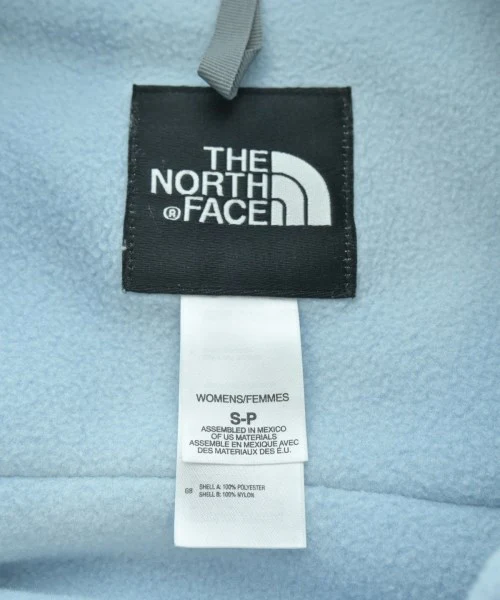 THE
NORTH
® FACE
WOMENS/FEMMES
S-P
ASSEMBLED IN MEXICO
OF US MATERIALS
ASSEMBLE EN MEXIQUE AVEC
DES MATERIAUX DES É.U.
68 SHELL A: 100% POLYESTER
SHELL B: 100% NYLON